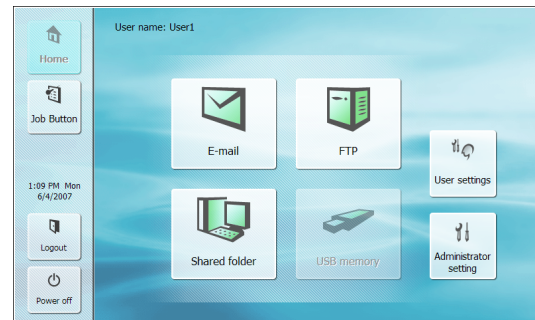 User name: User1
Home
Job Button
1:09 PM Mon
6/4/2007
Logout
Power off
E-mail
FTP
Shared folder
USB memory
User settings
Administrator
setting